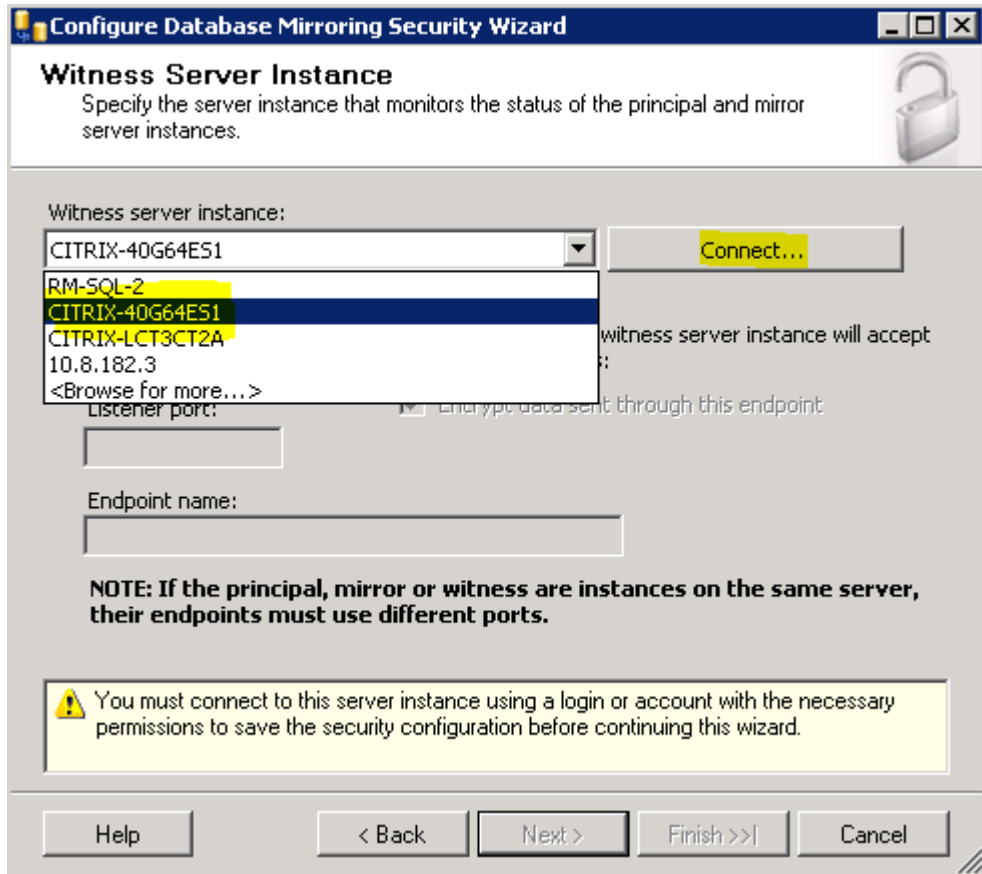 Configure Database Mirroring Security Wizard
Witness Server Instance
Specify the server instance that monitors the status of the principal and mirror
server instances.
Witness server instance:
CITRIX-40G64ES1
Connect...
RM-SQL-2
CITRIX-40G64ES1
CITRIX-LCT3CT2A
10.8.182.3
<Browse for more...>
witness server instance will accept
:
Listener port:
Encrypt data sent through this endpoint
Endpoint name:
NOTE: If the principal, mirror or witness are instances on the same server,
their endpoints must use different ports.
You must connect to this server instance using a login or account with the necessary
permissions to save the security configuration before continuing this wizard.
Help
< Back
Next >
Finish >>|
Cancel